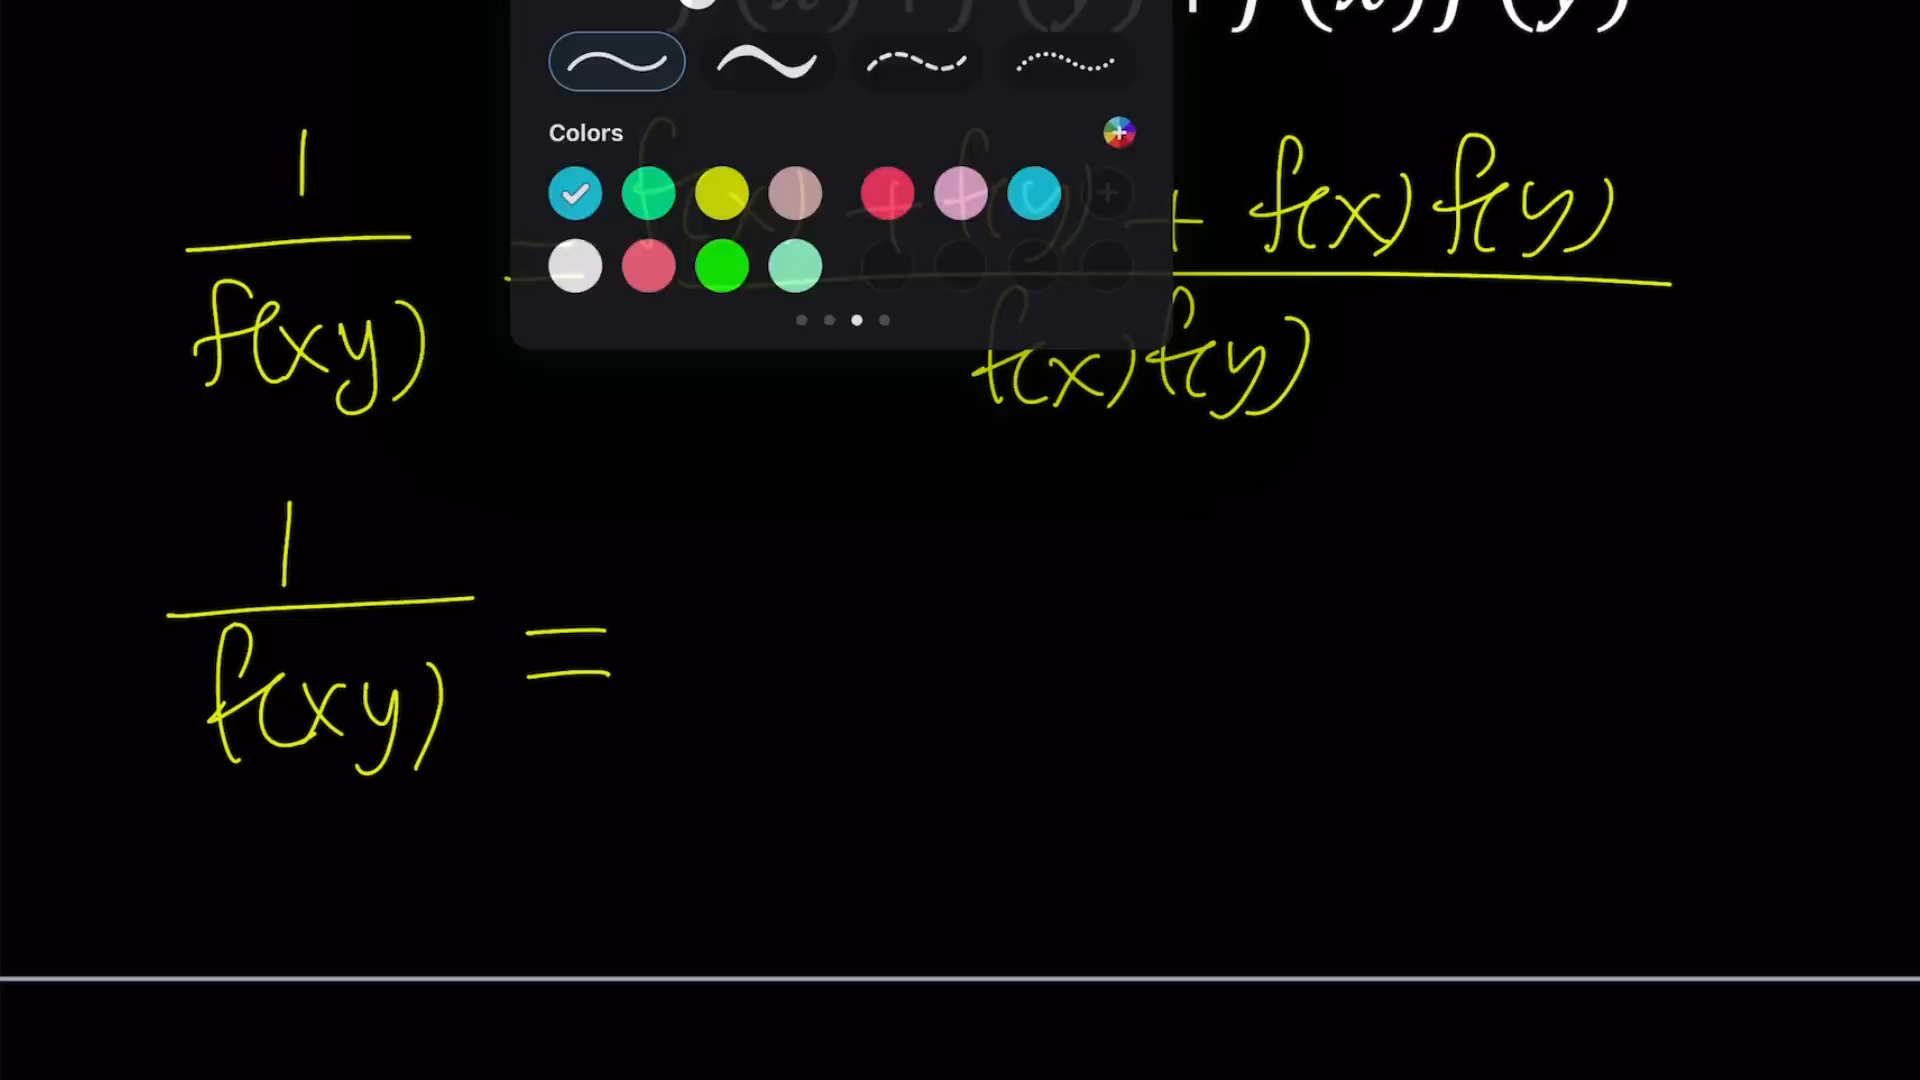 f(x) + f(y) + f(x)f(y)
Colors
1 / f(xy) = f(x) + f(y) + f(x) f(y) / f(x) f(y)
1 / f(xy) =